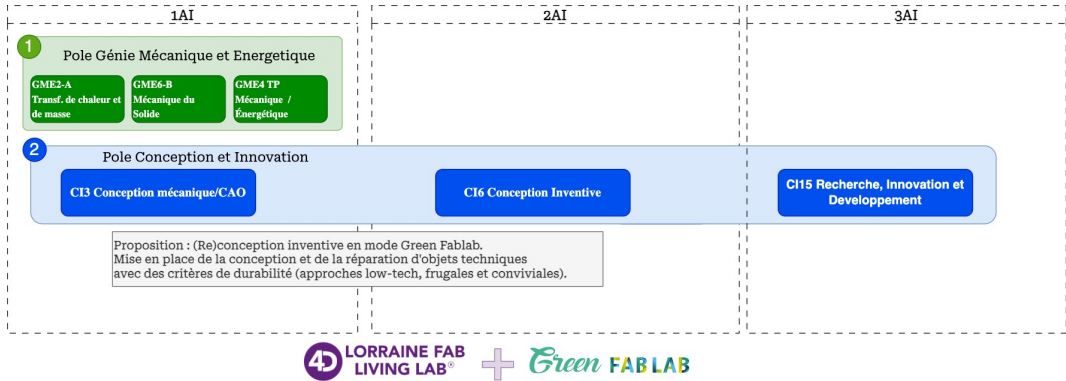 1AI
2AI
3AI
1
Pole Génie Mécanique et Energetique
GME2-A
Transf. de chaleur et
de masse
GME6-B
Mécanique du
Solide
GME4 TP
Mécanique /
Énergétique
2
Pole Conception et Innovation
CI3 Conception mécanique/CAO
CI6 Conception Inventive
CI15 Recherche, Innovation et
Developpement
Proposition : (Re)conception inventive en mode Green Fablab.
Mise en place de la conception et de la réparation d'objets techniques
avec des critères de durabilité (approches low-tech, frugales et conviviales).
4D LORRAINE FAB
LIVING LAB®
Green FABLAB